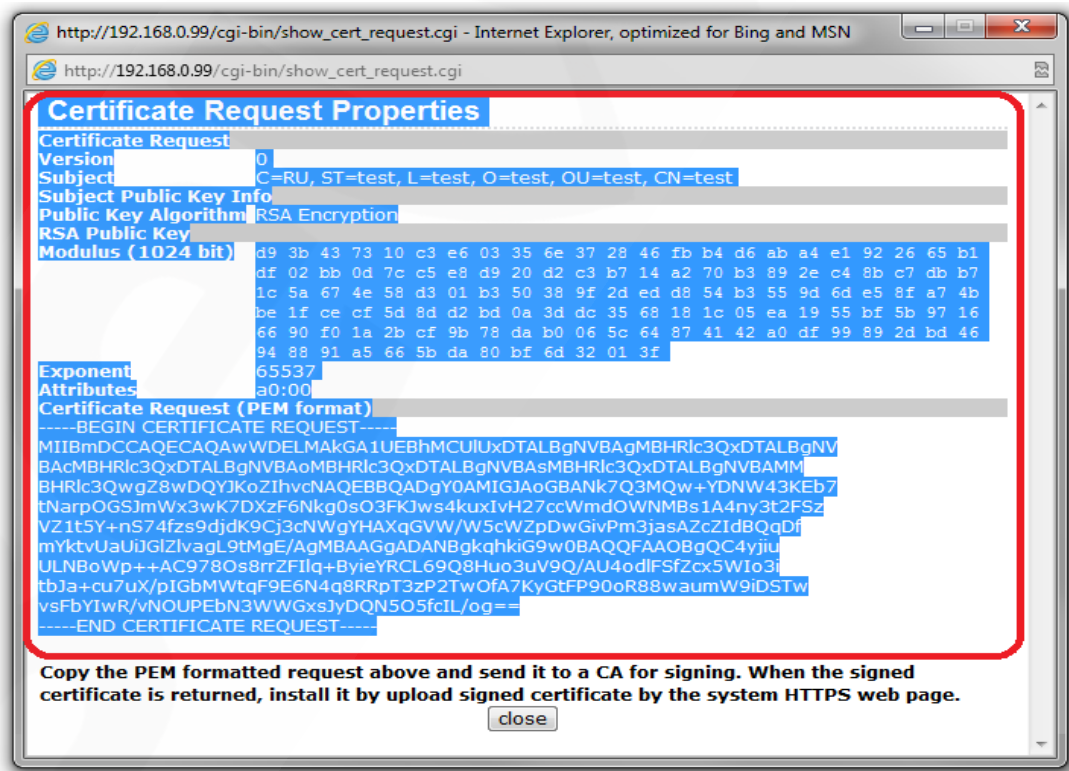 http://192.168.0.99/cgi-bin/show_cert_request.cgi - Internet Explorer, optimized for Bing and MSN
http://192.168.0.99/cgi-bin/show_cert_request.cgi
Certificate Request Properties
Certificate Request
Version 0
Subject C=RU, ST=test, L=test, O=test, OU=test, CN=test
Subject Public Key Info
Public Key Algorithm RSA Encryption
RSA Public Key
Modulus (1024 bit) d9 3b 43 73 10 c3 e6 03 35 6e 37 28 46 fb b4 d6 ab a4 e1 92 26 65 b1
df 02 bb 0d 7c c5 e8 d9 20 d2 c3 b7 14 a2 70 b3 89 2e c4 8b c7 db b7
1c 5a 67 4e 58 d3 01 b3 50 38 9f 2d ed d8 54 b3 55 9d 6d e5 8f a7 4b
be 1f ce cf 5d 8d d2 bd 0a 3d dc 35 68 18 1c 05 ea 19 55 bf 5b 97 16
66 90 f0 1a 2b cf 9b 78 da b0 06 5c 64 87 41 42 a0 df 99 89 2d bd 46
94 88 91 a5 66 5b da 80 bf 6d 32 01 3f
Exponent 65537
Attributes a0:00
Certificate Request (PEM format)
-----BEGIN CERTIFICATE REQUEST-----
MIIBmDCCAQECAQAwWDELMAkGA1UEBhMCUlUxDTALBgNVBAgMBHRlc3QxDTALBgNV
BAcMBHRlc3QxDTALBgNVBAoMBHRlc3QxDTALBgNVBAsMBHRlc3QxDTALBgNVBAMM
BHRlc3QwgZ8wDQYJKoZIhvcNAQEBBQADgY0AMIGJAoGBANk7Q3MQw+YDNW43KEb7
tNarpOGSJmWx3wK7DXzF6Nkg0sO3FKJws4kuxIvH27ccWmdOWNMBs1A4ny3t2FSz
VZ1t5Y+nS74fzs9djdK9Cj3cNWgYHAXqGVW/W5cWZpDwGivPm3jasAZcZIdBQqDf
mYktvUaUiJGlZlvagL9tMgE/AgMBAAGgADANBgkqhkiG9w0BAQQFAAOBgQC4yjiu
ULNBoWp++AC978Os8rrZFIlq+ByieYRCL69Q8Huo3uV9Q/AU4odlFSfZcx5WIo3i
tbJa+cu7uX/pIGbMWtqF9E6N4q8RRpT3zP2TwOfA7KyGtFP90oR88waumW9iDSTw
vsFbYIwR/vNOUPEbN3WWGxsJyDQN5O5fcIL/og==
-----END CERTIFICATE REQUEST-----
Copy the PEM formatted request above and send it to a CA for signing. When the signed
certificate is returned, install it by upload signed certificate by the system HTTPS web page.
close